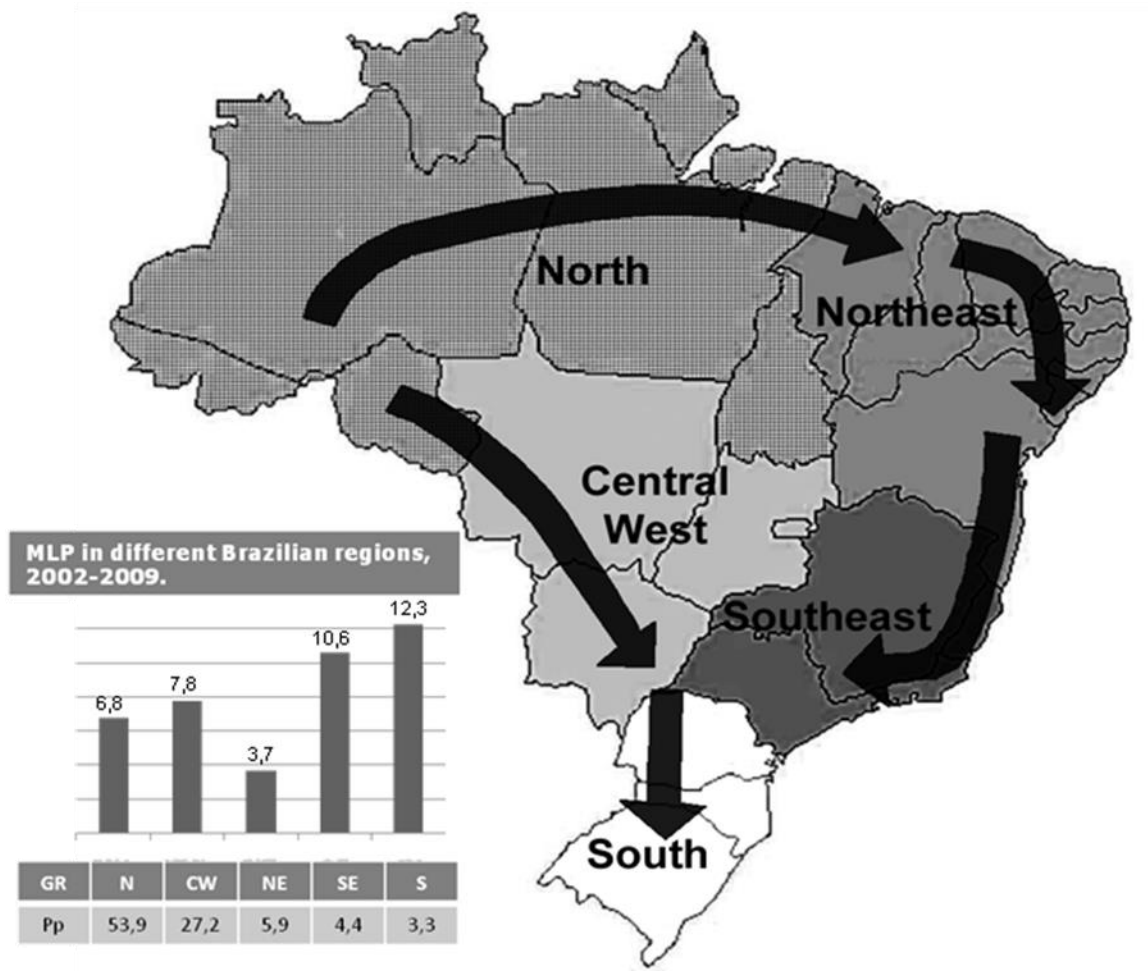 North
Northeast
Central
West
Southeast
South
MLP in different Brazilian regions,
2002-2009.
6,8
7,8
3,7
10,6
12,3
GR N CW NE SE S
Pp 53,9 27,2 5,9 4,4 3,3